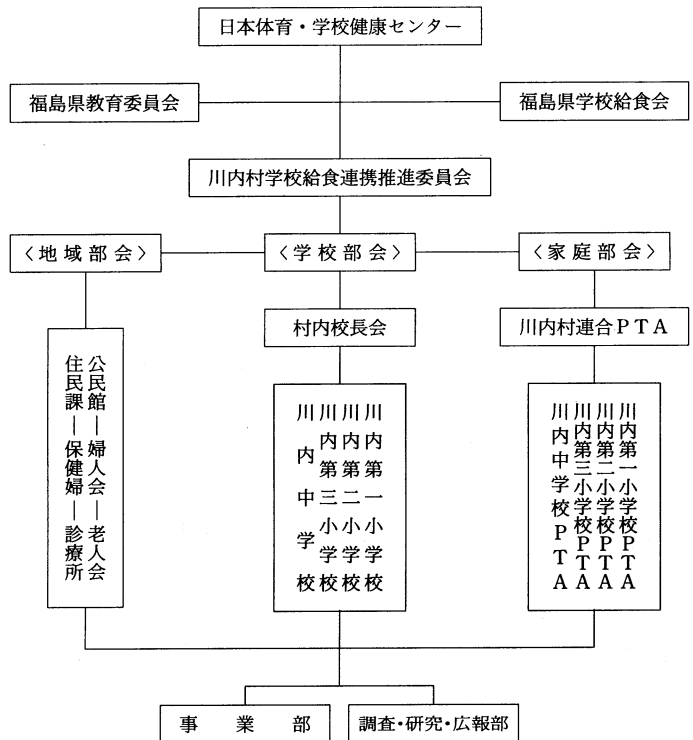 日本体育・学校健康センター
福島県教育委員会
福島県学校給食会
川内村学校給食連携推進委員会
〈地域部会〉
〈学校部会〉
〈家庭部会〉
村内校長会
川内村連合PTA
公民館―婦人会―老人会
住民課―保健婦―診療所
川内第一小学校
川内第二小学校
川内第三小学校
川内中学校
川内第一小学校PTA
川内第二小学校PTA
川内第三小学校PTA
川内中学校PTA
事業部
調査・研究・広報部